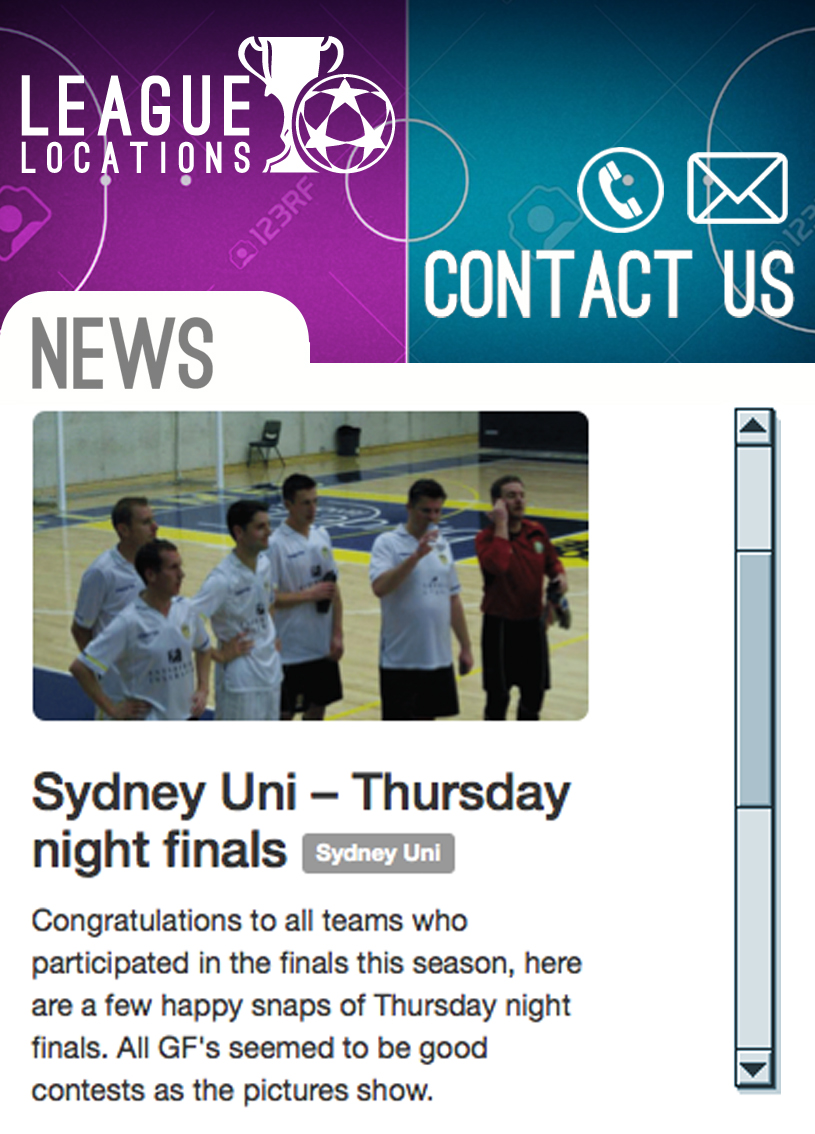 LEAGUE
LOCATIONS
123RF
CONTACT US
NEWS
Sydney Uni – Thursday
night finals Sydney Uni
Congratulations to all teams who
participated in the finals this season, here
are a few happy snaps of Thursday night
finals. All GF's seemed to be good
contests as the pictures show.